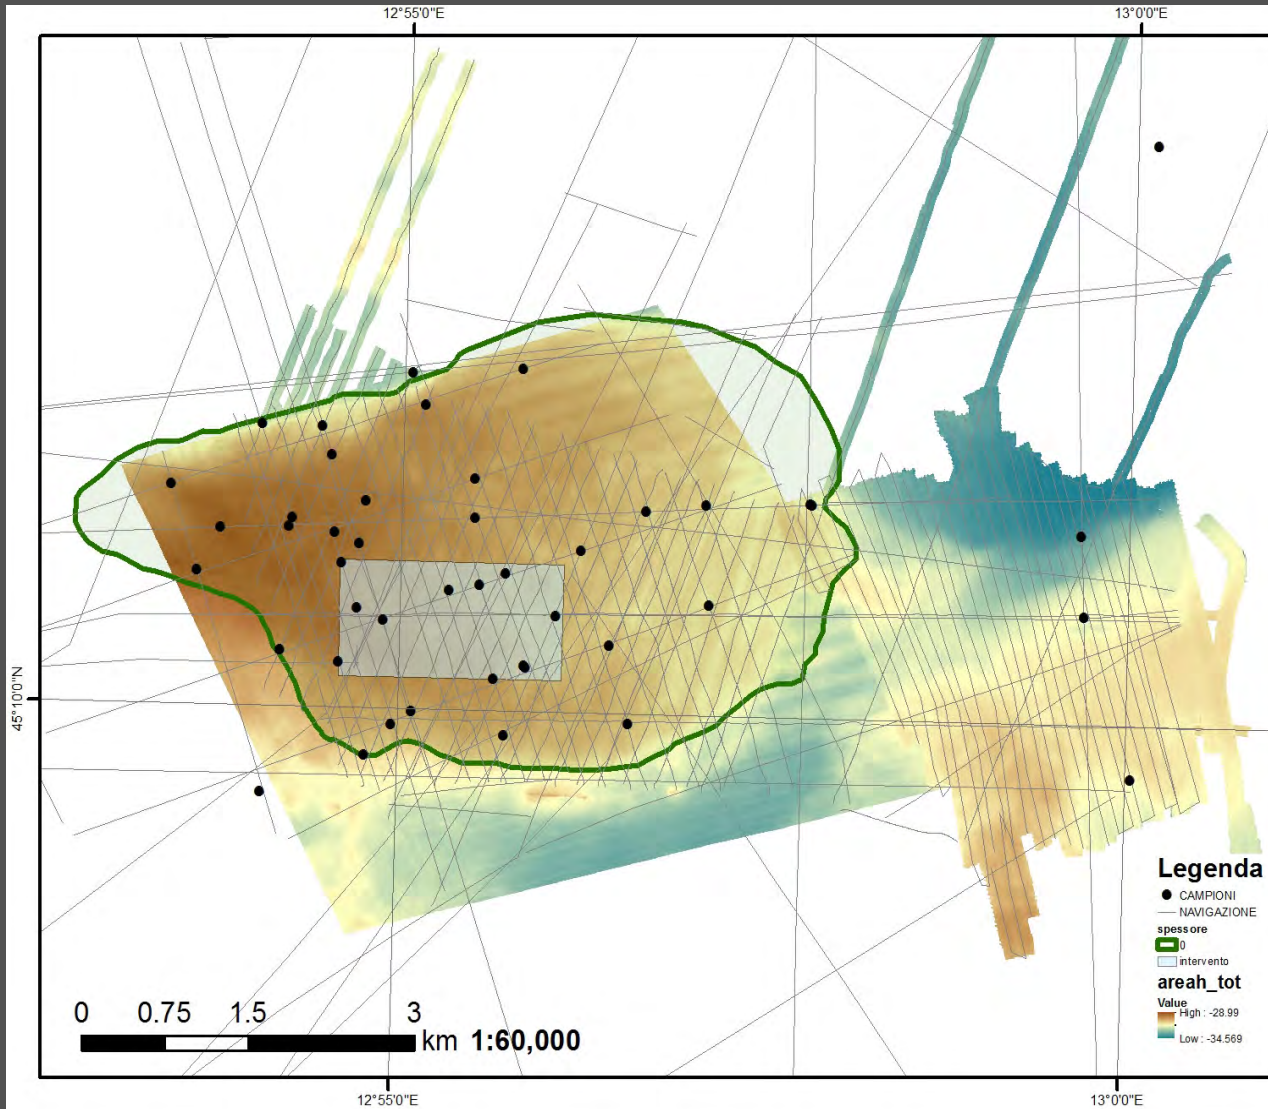 12°55'0"E
13°0'0"E
45°10'0"N
Legenda
CAMPIONI
NAVIGAZIONE
spessore
0
intervento
areah_tot
Value
High : -28.99
Low : -34.569
0 0.75 1.5 3
km 1:60,000
12°55'0"E
13°0'0"E